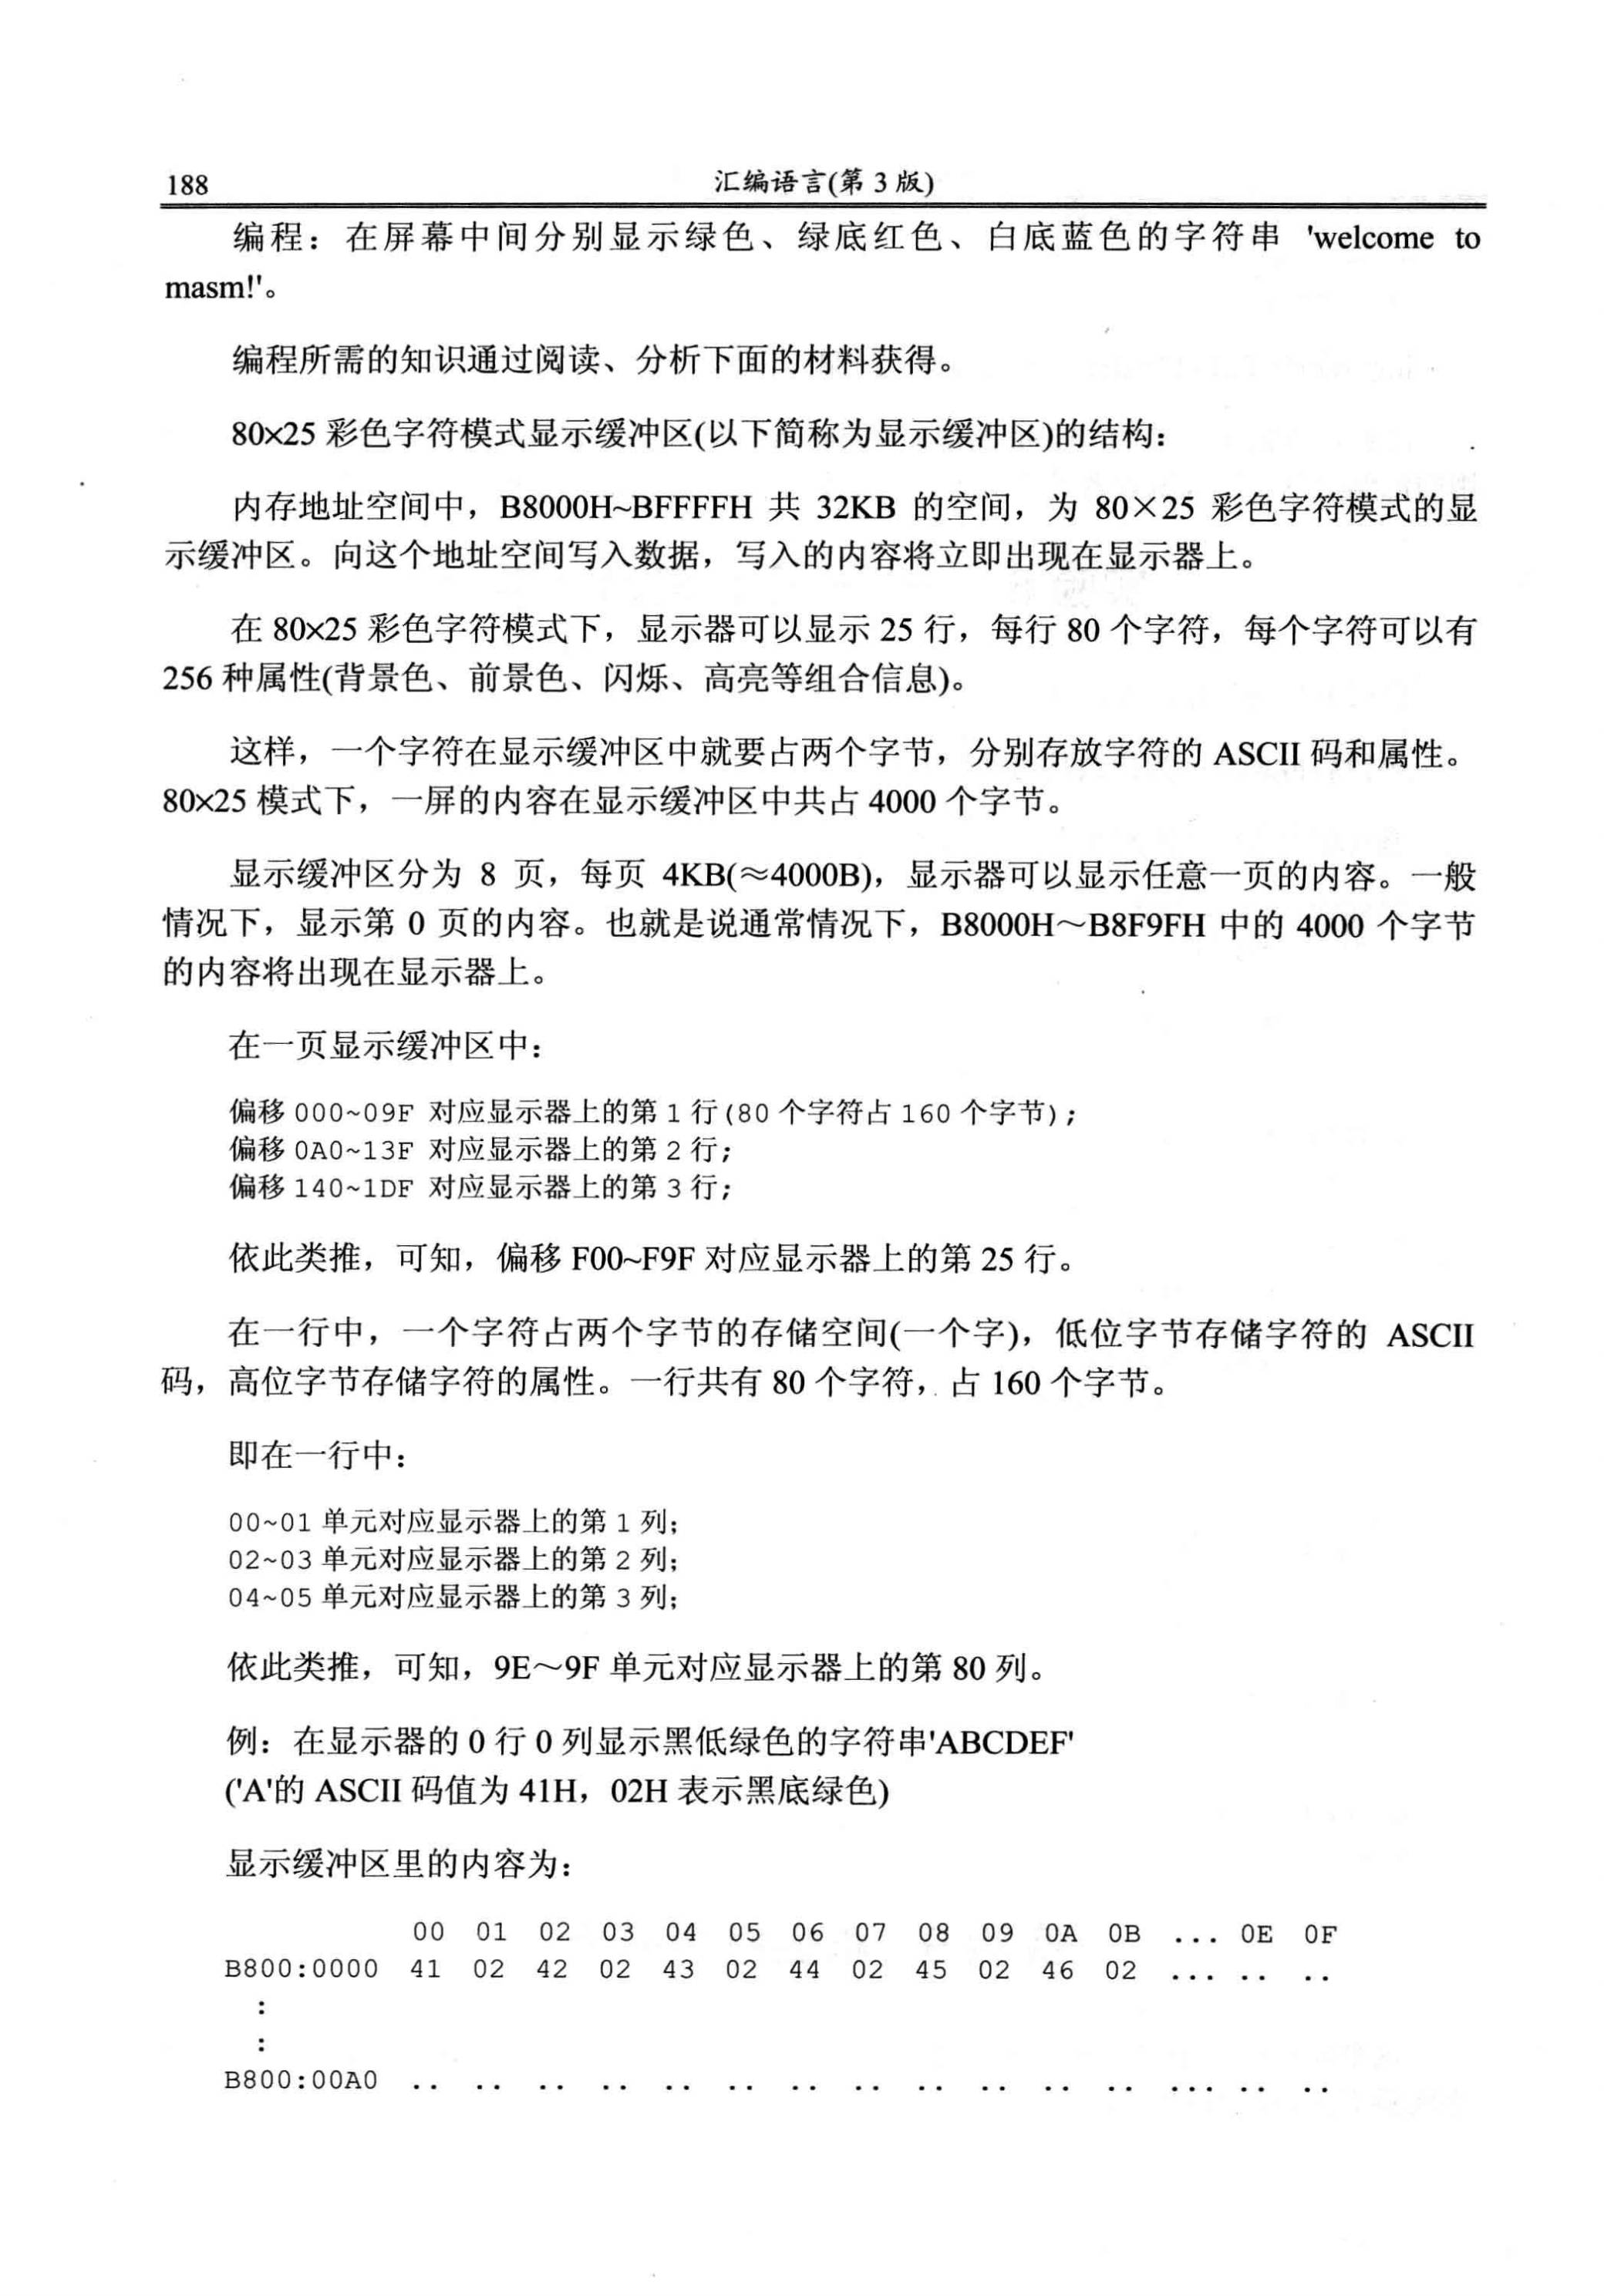 188 汇编语言(第 3 版)
编程：在屏幕中间分别显示绿色、绿底红色、白底蓝色的字符串 'welcome to
masm!'。
编程所需的知识通过阅读、分析下面的材料获得。
80×25 彩色字符模式显示缓冲区(以下简称为显示缓冲区)的结构：
内存地址空间中，B8000H~BFFFFH 共 32KB 的空间，为 80×25 彩色字符模式的显
示缓冲区。向这个地址空间写入数据，写入的内容将立即出现在显示器上。
在 80×25 彩色字符模式下，显示器可以显示 25 行，每行 80 个字符，每个字符可以有
256 种属性(背景色、前景色、闪烁、高亮等组合信息)。
这样，一个字符在显示缓冲区中就要占两个字节，分别存放字符的 ASCII 码和属性。
80×25 模式下，一屏的内容在显示缓冲区中共占 4000 个字节。
显示缓冲区分为 8 页，每页 4KB(≈4000B)，显示器可以显示任意一页的内容。一般
情况下，显示第 0 页的内容。也就是说通常情况下，B8000H～B8F9FH 中的 4000 个字节
的内容将出现在显示器上。
在一页显示缓冲区中：
偏移 000~09F 对应显示器上的第 1 行(80 个字符占 160 个字节)；
偏移 0A0~13F 对应显示器上的第 2 行；
偏移 140~1DF 对应显示器上的第 3 行；
依此类推，可知，偏移 F00~F9F 对应显示器上的第 25 行。
在一行中，一个字符占两个字节的存储空间(一个字)，低位字节存储字符的 ASCII
码，高位字节存储字符的属性。一行共有 80 个字符，占 160 个字节。
即在一行中：
00~01 单元对应显示器上的第 1 列；
02~03 单元对应显示器上的第 2 列；
04~05 单元对应显示器上的第 3 列；
依此类推，可知，9E～9F 单元对应显示器上的第 80 列。
例：在显示器的 0 行 0 列显示黑低绿色的字符串'ABCDEF'
('A'的 ASCII 码值为 41H，02H 表示黑底绿色)
显示缓冲区里的内容为：
00 01 02 03 04 05 06 07 08 09 0A 0B ... 0E 0F
B800:0000 41 02 42 02 43 02 44 02 45 02 46 02 ... .. ..
:
:
B800:00A0 .. .. .. .. .. .. .. .. .. .. .. .. ... .. ..